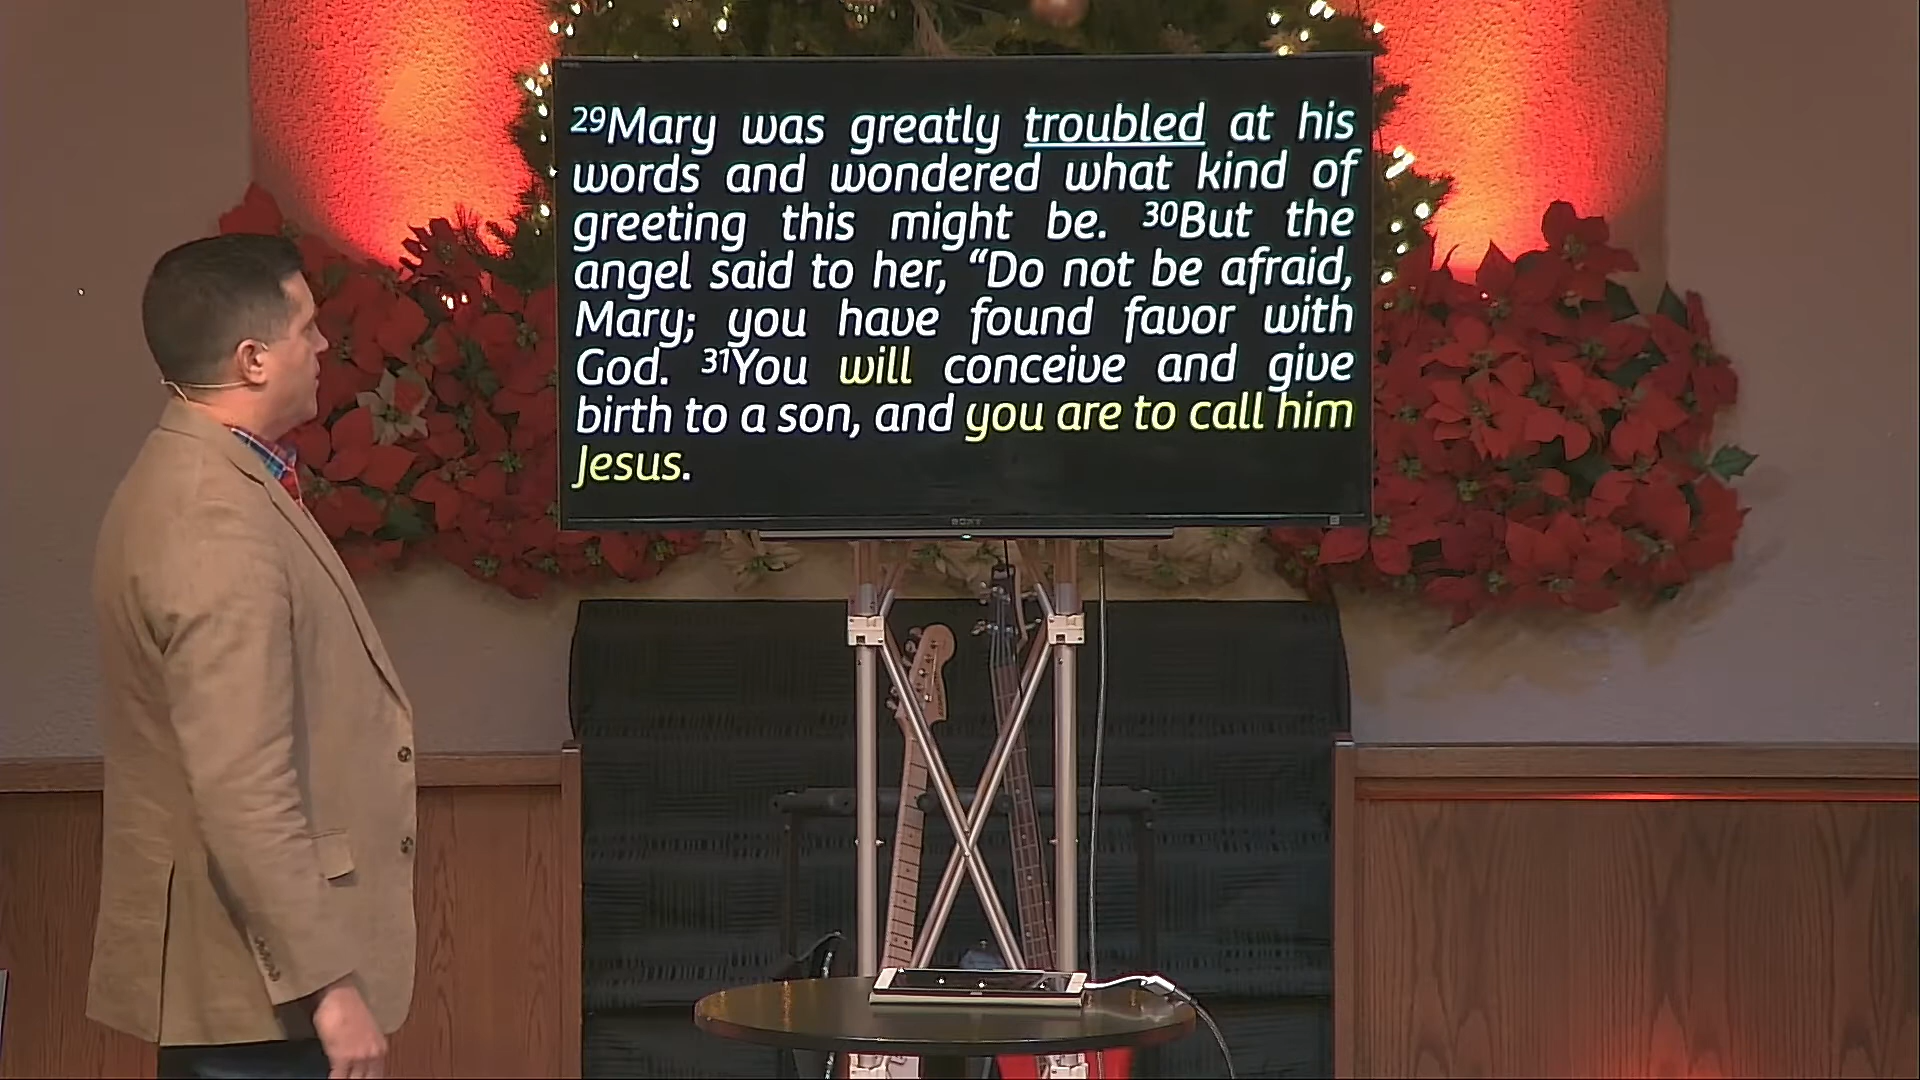 ²⁹Mary was greatly troubled at his
words and wondered what kind of
greeting this might be. ³⁰But the
angel said to her, “Do not be afraid,
Mary; you have found favor with
God. ³¹You will conceive and give
birth to a son, and you are to call him
Jesus.
SONY